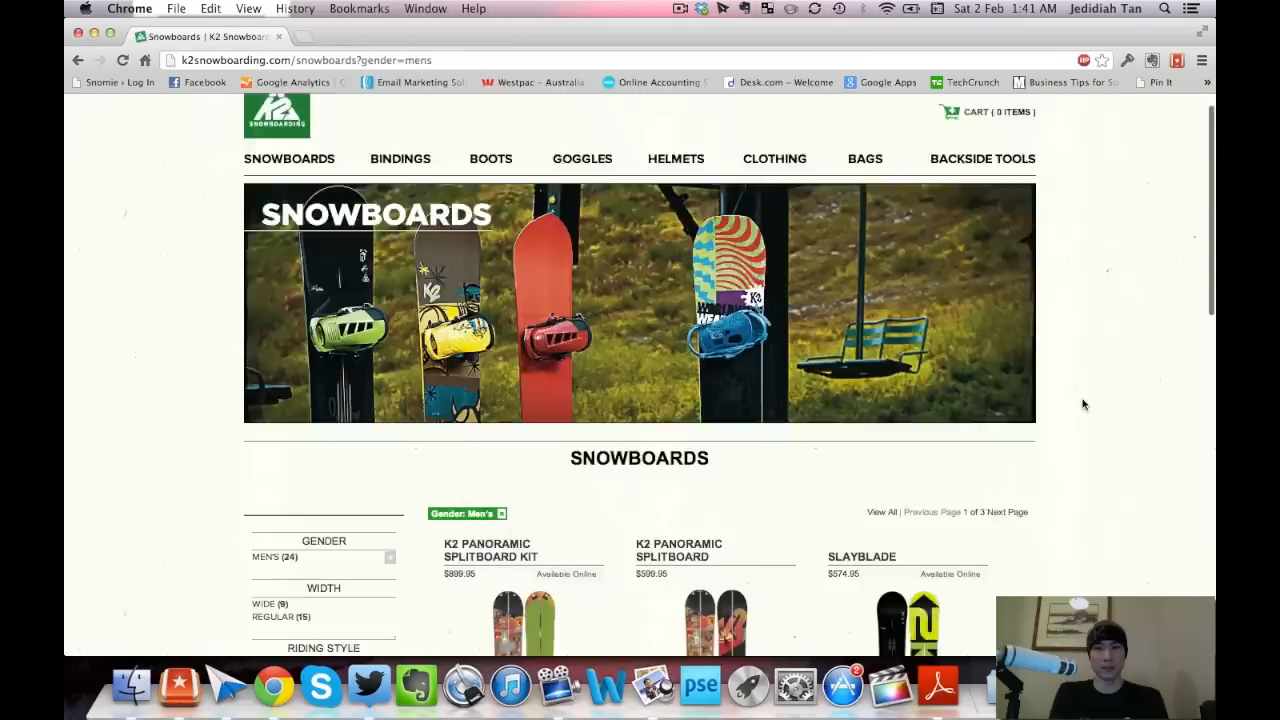 Chrome File Edit View History Bookmarks Window Help Sat 2 Feb 1:41 AM Jedidiah Tan
Snowboards | K2 Snowboar
k2snowboarding.com/snowboards?gender=mens
Snomie › Log In Facebook Google Analytics | Email Marketing Sol Westpac – Australia Online Accounting Desk.com – Welcome Google Apps TechCrunch Business Tips for S Pin It »
SNOWBOARDING
CART ( 0 ITEMS )
SNOWBOARDS BINDINGS BOOTS GOGGLES HELMETS CLOTHING BAGS BACKSIDE TOOLS
SNOWBOARDS
SNOWBOARDS
Gender: Men's x
View All | Previous Page 1 of 3 Next Page
GENDER
MEN'S (24)
WIDTH
WIDE (9)
REGULAR (15)
RIDING STYLE
K2 PANORAMIC
SPLITBOARD KIT
$899.95 Available Online
K2 PANORAMIC
SPLITBOARD
$599.95 Available Online
SLAYBLADE
$574.95 Available Online
pse
2